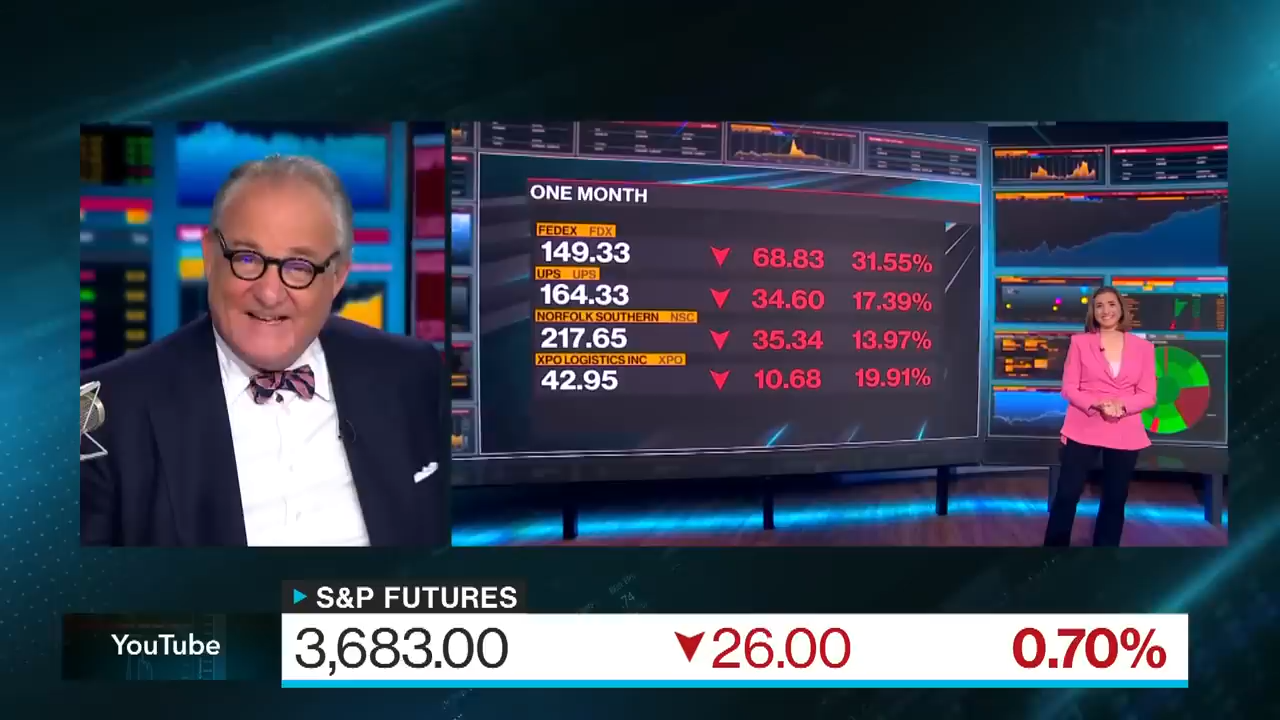 ONE MONTH
FEDEX FDX
149.33 ▼ 68.83 31.55%
UPS UPS
164.33 ▼ 34.60 17.39%
NORFOLK SOUTHERN NSC
217.65 ▼ 35.34 13.97%
XPO LOGISTICS INC XPO
42.95 ▼ 10.68 19.91%
S&P FUTURES
YouTube 3,683.00 ▼26.00 0.70%